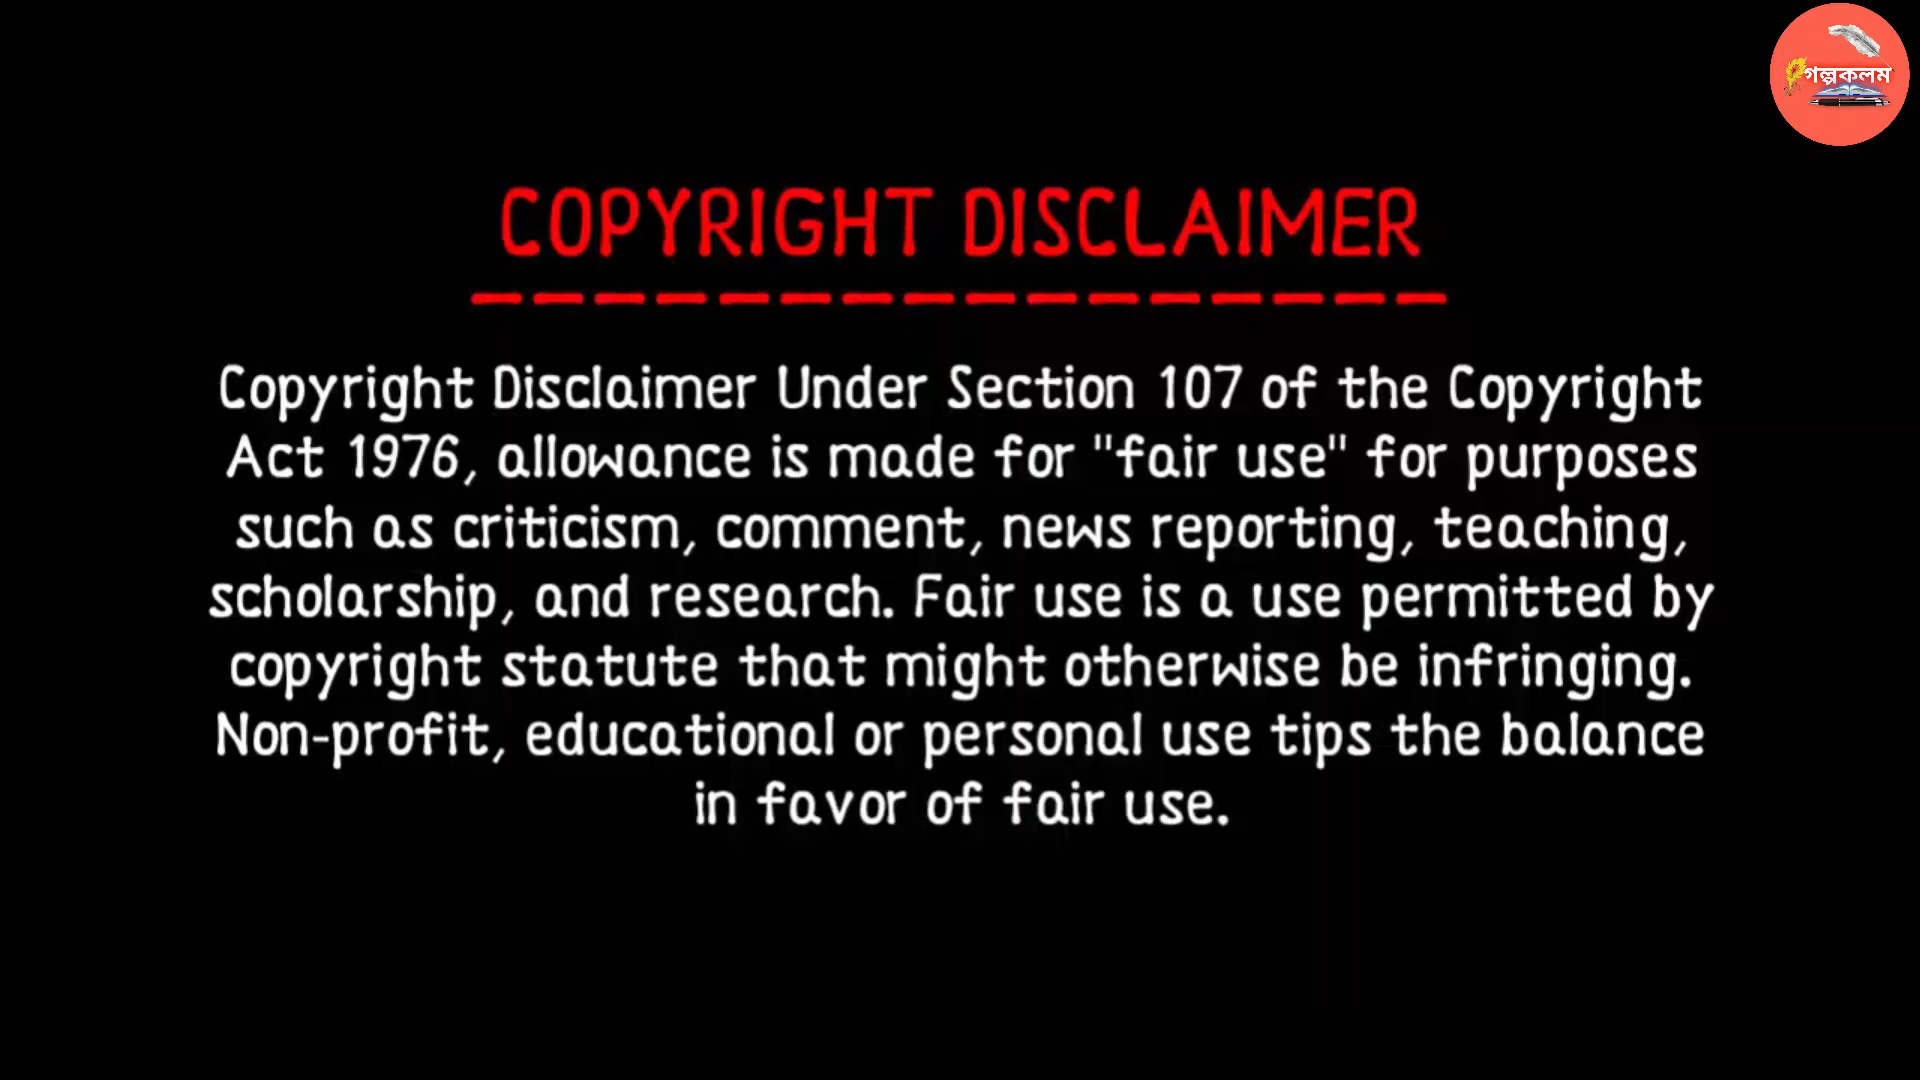 গল্পকলম
COPYRIGHT DISCLAIMER
Copyright Disclaimer Under Section 107 of the Copyright
Act 1976, allowance is made for "fair use" for purposes
such as criticism, comment, news reporting, teaching,
scholarship, and research. Fair use is a use permitted by
copyright statute that might otherwise be infringing.
Non-profit, educational or personal use tips the balance
in favor of fair use.